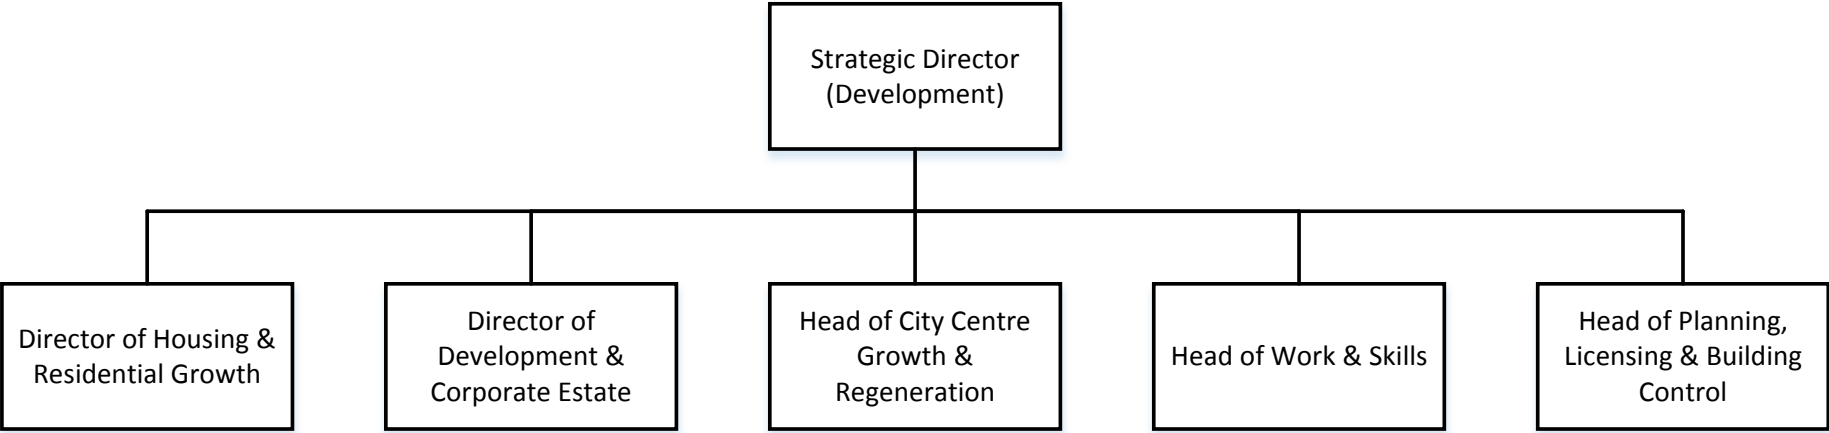 Strategic Director
(Development)
Director of Housing &
Residential Growth
Director of
Development &
Corporate Estate
Head of City Centre
Growth &
Regeneration
Head of Work & Skills
Head of Planning,
Licensing & Building
Control